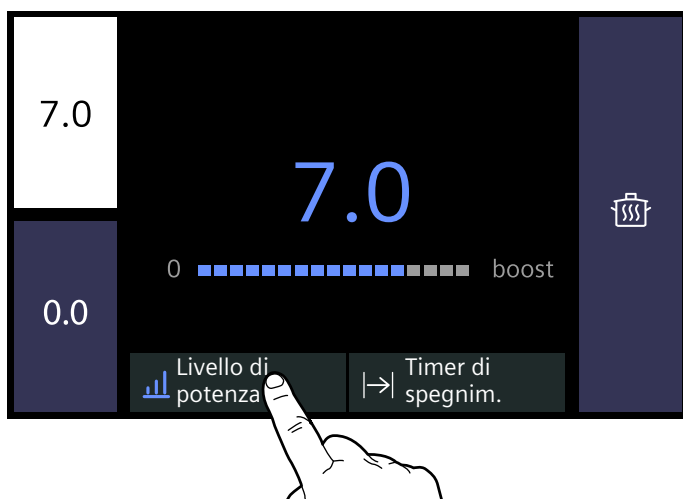 7.0
7.0
0 boost
0.0
Livello di
potenza
Timer di
spegnim.